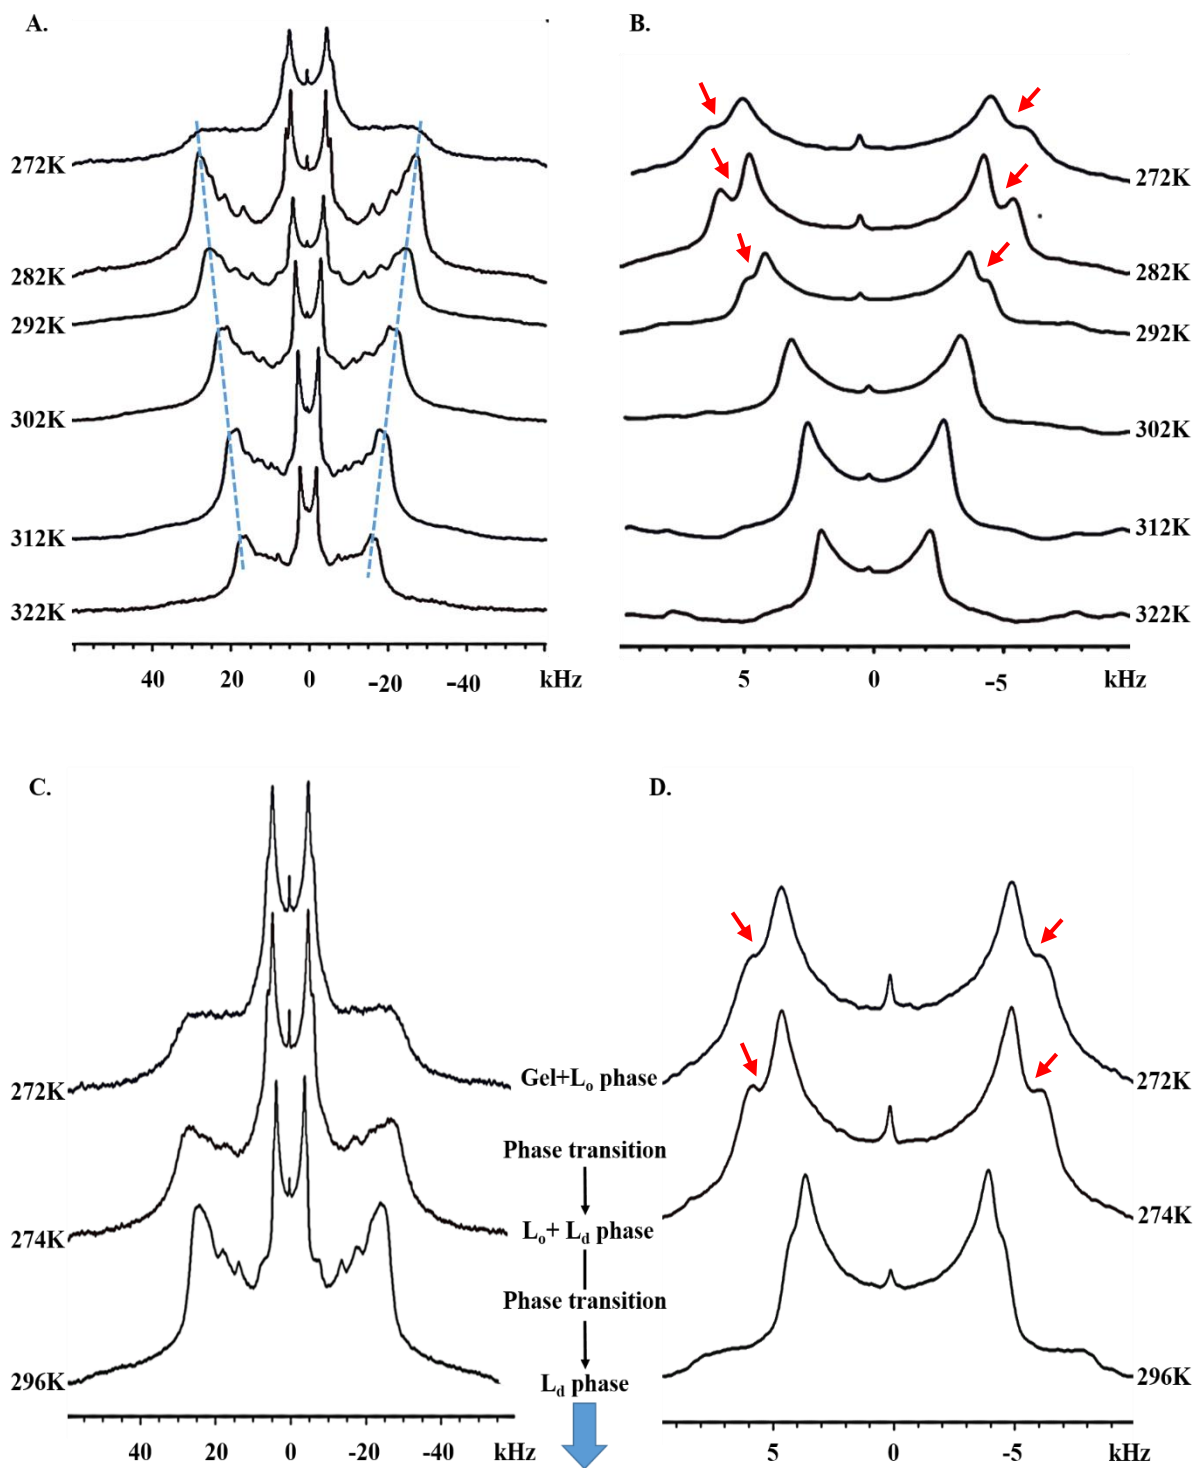 A.
B.
272K
272K
282K
282K
292K
292K
302K
302K
312K
312K
322K
322K
40 20 0 -20 -40 kHz
5 0 -5 kHz
C.
D.
272K
Gel+Lo phase
272K
Phase transition
274K
Lo+ Ld phase
274K
Phase transition
296K
Ld phase
296K
40 20 0 -20 -40 kHz
5 0 -5 kHz